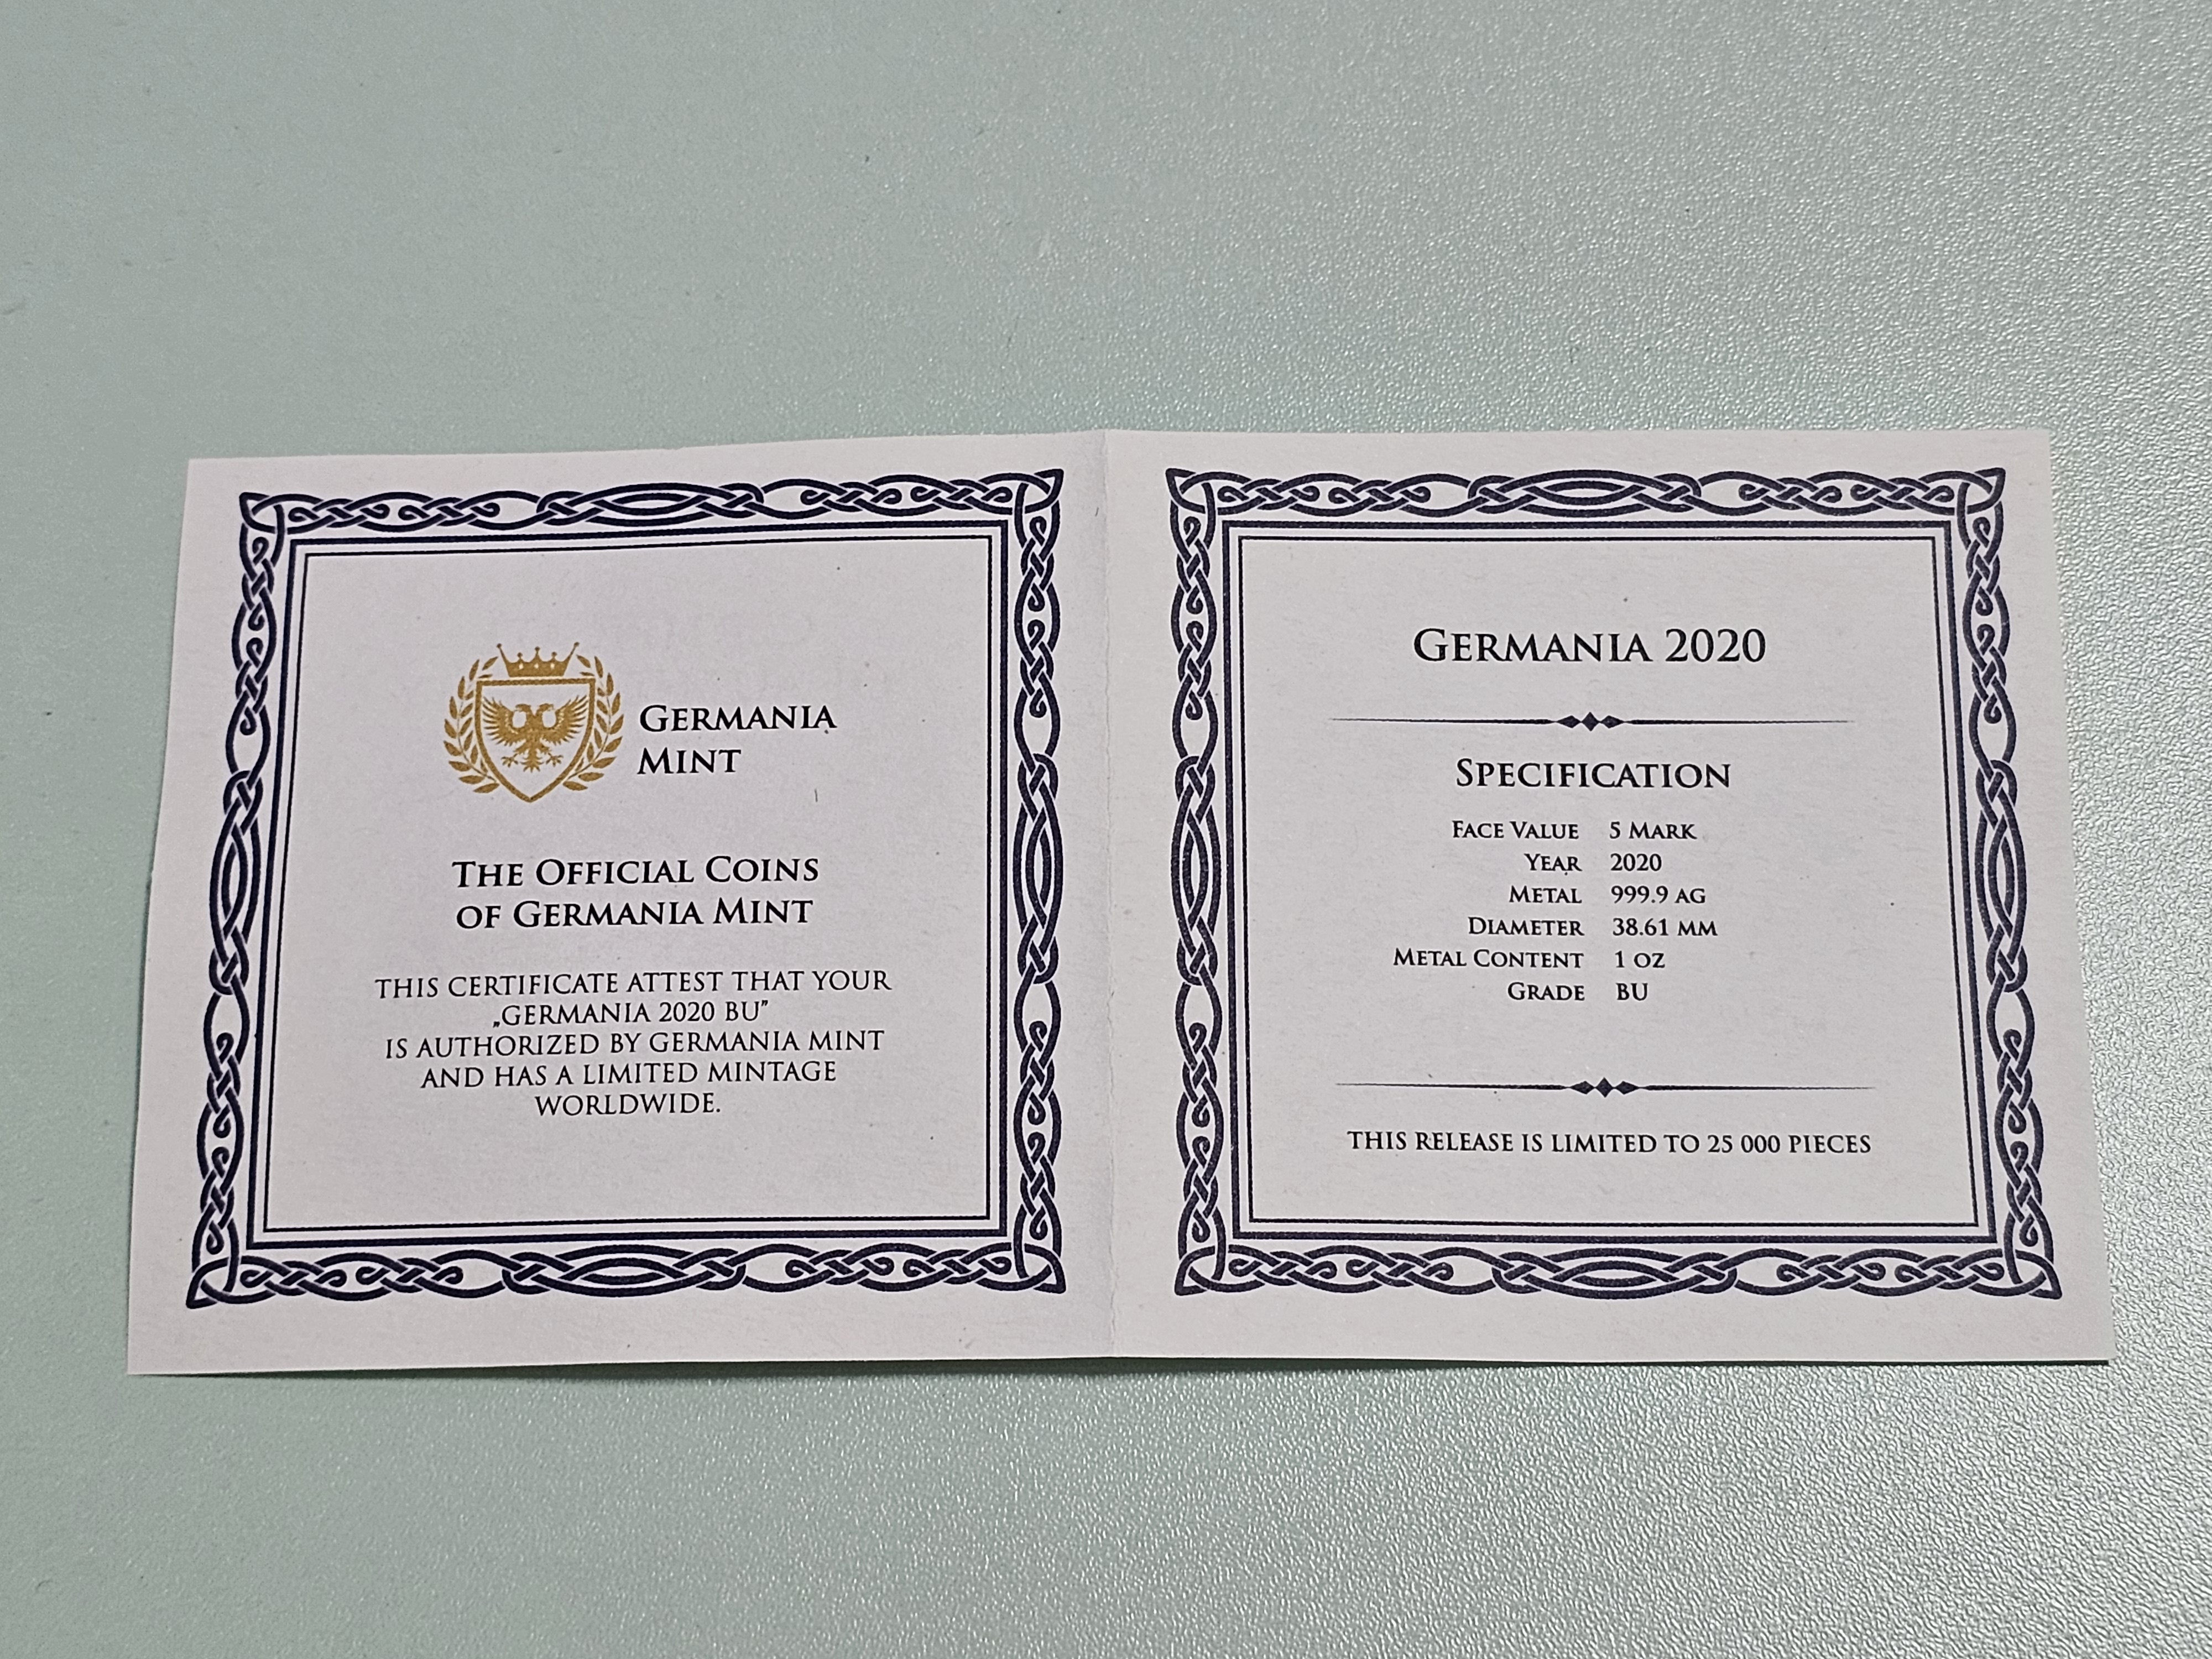 GERMANIA
MINT
THE OFFICIAL COINS
OF GERMANIA MINT
THIS CERTIFICATE ATTEST THAT YOUR
„GERMANIA 2020 BU”
IS AUTHORIZED BY GERMANIA MINT
AND HAS A LIMITED MINTAGE
WORLDWIDE.
GERMANIA 2020
SPECIFICATION
FACE VALUE 5 MARK
YEAR 2020
METAL 999.9 AG
DIAMETER 38.61 MM
METAL CONTENT 1 OZ
GRADE BU
THIS RELEASE IS LIMITED TO 25 000 PIECES